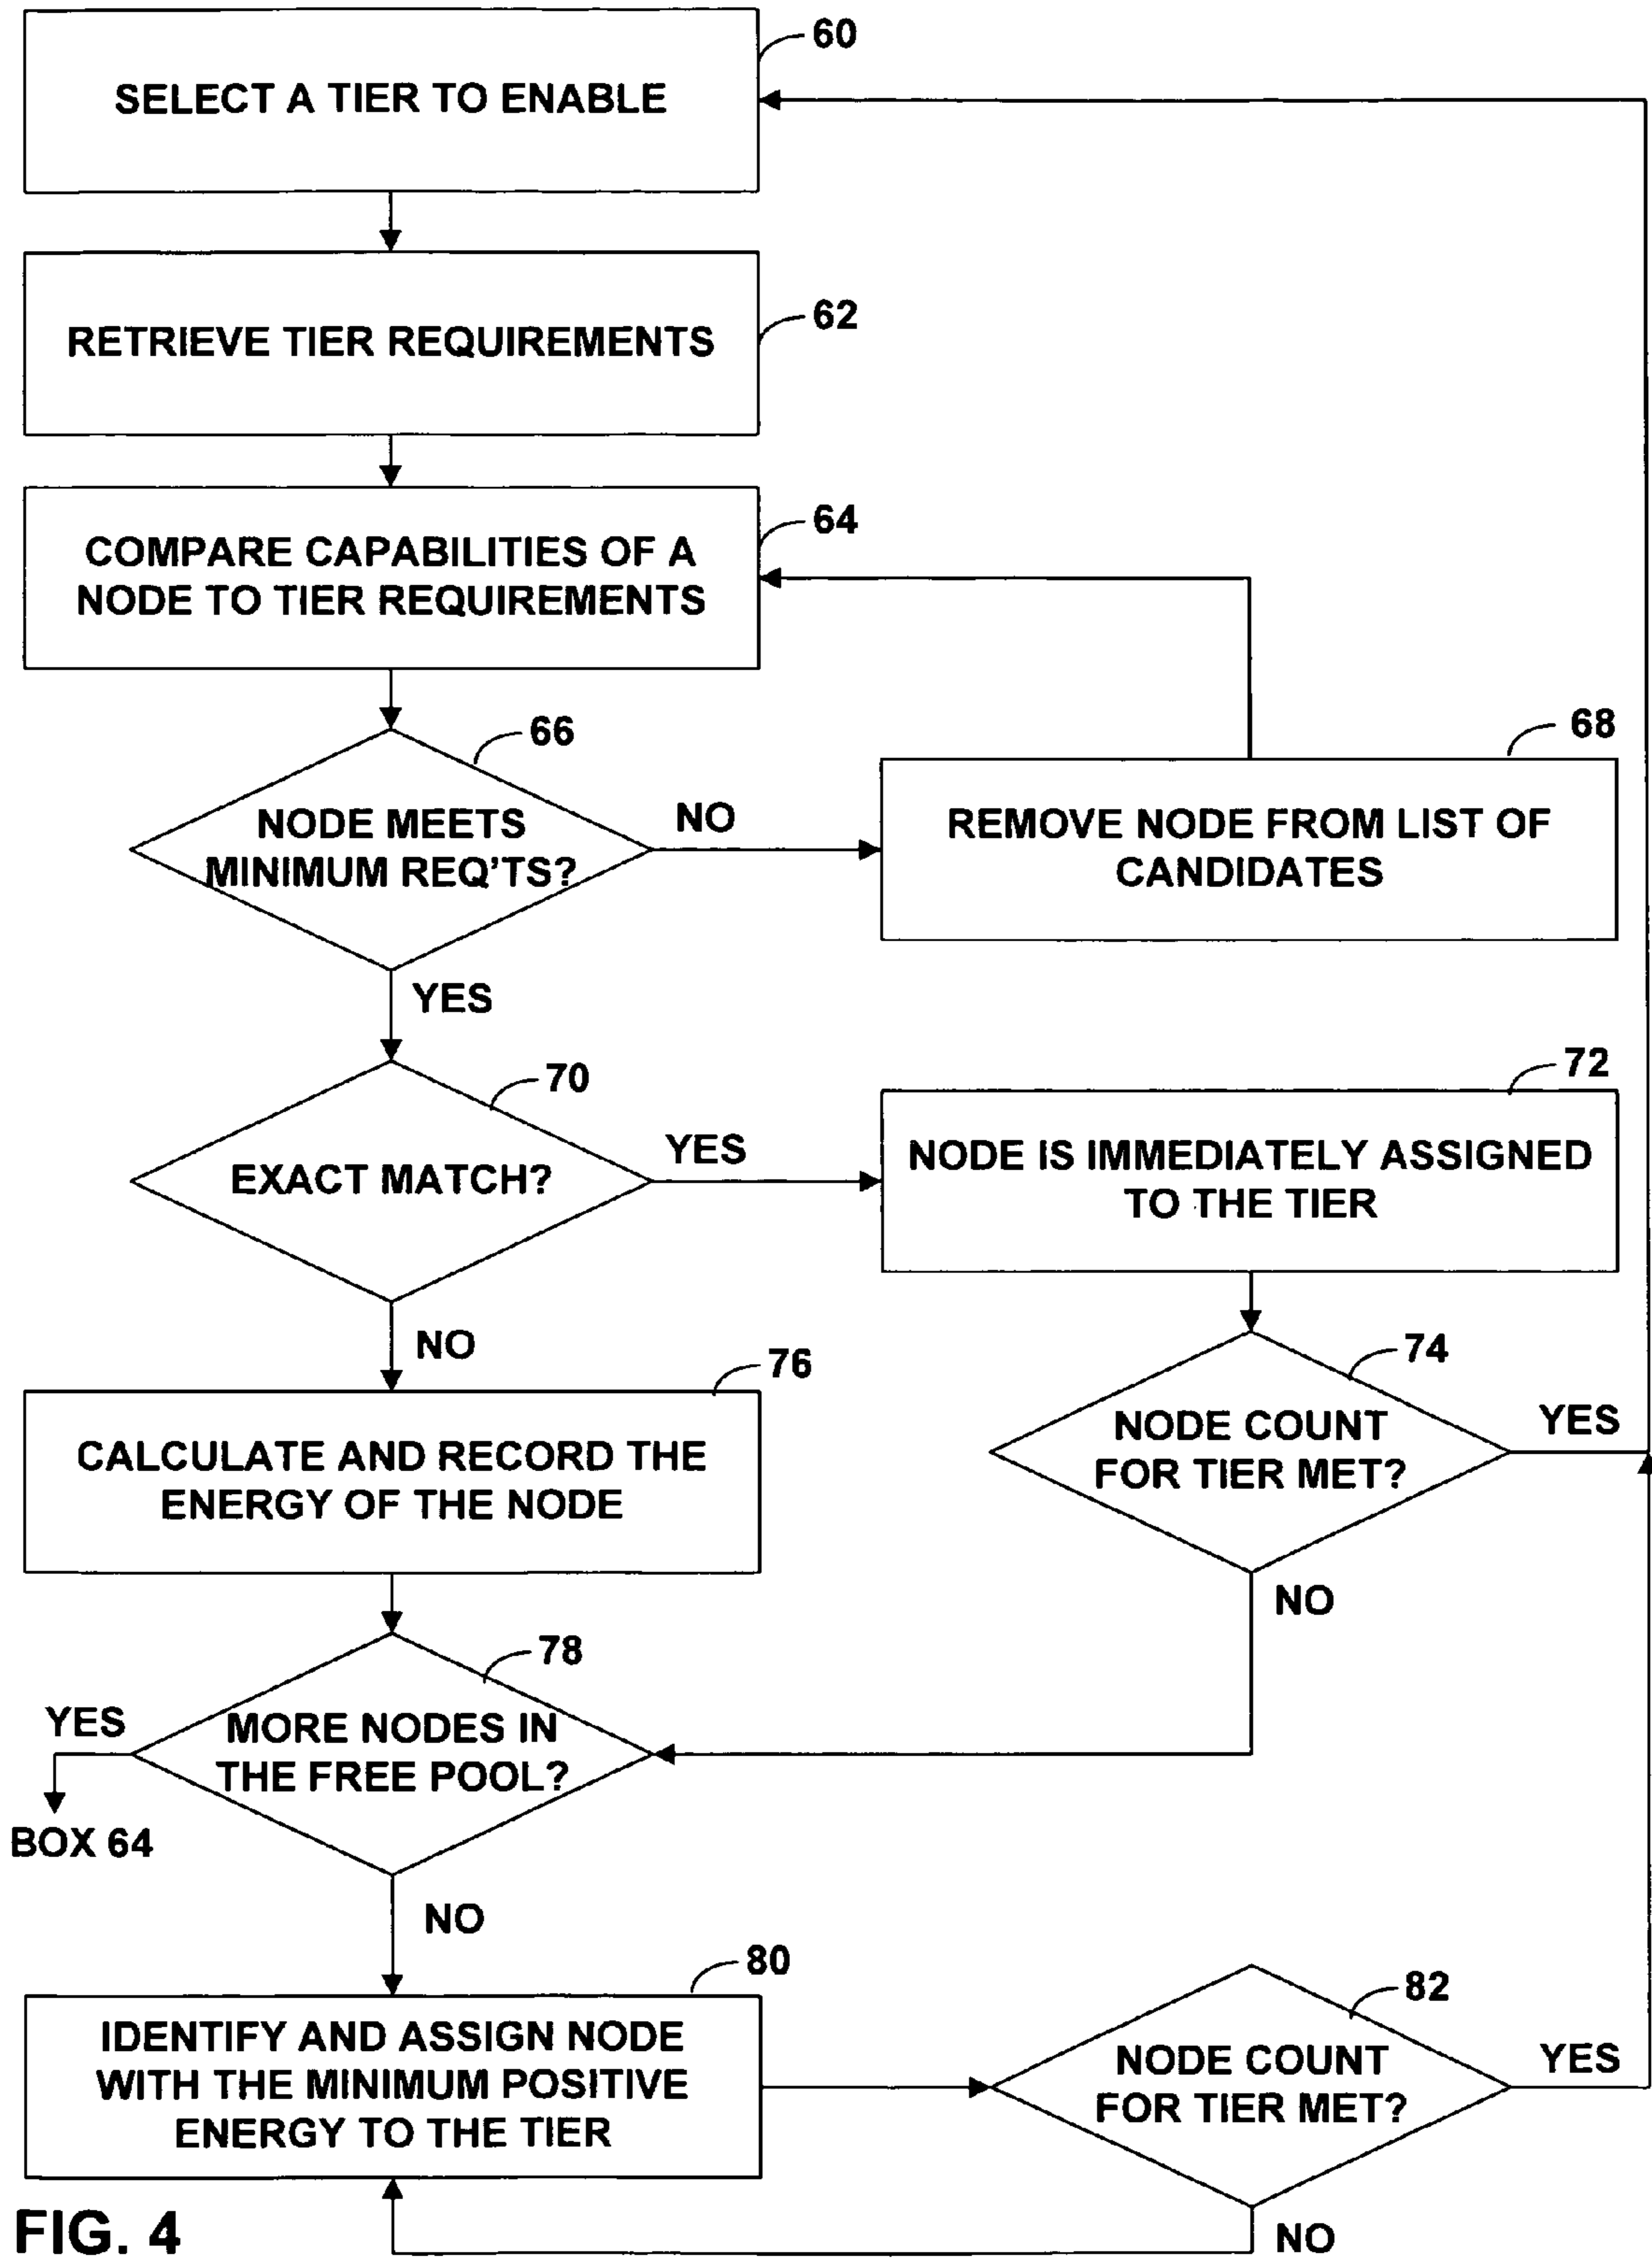 60
SELECT A TIER TO ENABLE
62
RETRIEVE TIER REQUIREMENTS
64
COMPARE CAPABILITIES OF A
NODE TO TIER REQUIREMENTS
66
NODE MEETS
MINIMUM REQ'TS?
NO
68
REMOVE NODE FROM LIST OF
CANDIDATES
YES
70
EXACT MATCH?
YES
72
NODE IS IMMEDIATELY ASSIGNED
TO THE TIER
NO
74
NODE COUNT
FOR TIER MET?
YES
NO
76
CALCULATE AND RECORD THE
ENERGY OF THE NODE
78
MORE NODES IN
THE FREE POOL?
YES
BOX 64
NO
80
IDENTIFY AND ASSIGN NODE
WITH THE MINIMUM POSITIVE
ENERGY TO THE TIER
82
NODE COUNT
FOR TIER MET?
YES
NO
FIG. 4